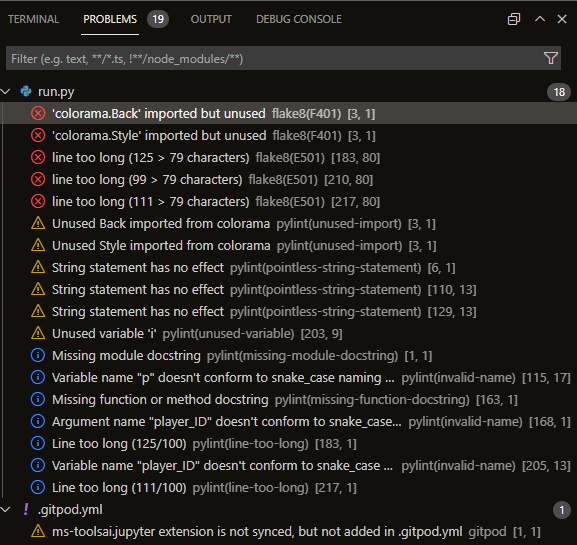 TERMINAL PROBLEMS 19 OUTPUT DEBUG CONSOLE
Filter (e.g. text, **/*.ts, !**/node_modules/**)
run.py 18
'colorama.Back' imported but unused flake8(F401) [3, 1]
'colorama.Style' imported but unused flake8(F401) [3, 1]
line too long (125 > 79 characters) flake8(E501) [183, 80]
line too long (99 > 79 characters) flake8(E501) [210, 80]
line too long (111 > 79 characters) flake8(E501) [217, 80]
Unused Back imported from colorama pylint(unused-import) [3, 1]
Unused Style imported from colorama pylint(unused-import) [3, 1]
String statement has no effect pylint(pointless-string-statement) [6, 1]
String statement has no effect pylint(pointless-string-statement) [110, 13]
String statement has no effect pylint(pointless-string-statement) [129, 13]
Unused variable 'i' pylint(unused-variable) [203, 9]
Missing module docstring pylint(missing-module-docstring) [1, 1]
Variable name "p" doesn't conform to snake_case naming ... pylint(invalid-name) [115, 17]
Missing function or method docstring pylint(missing-function-docstring) [163, 1]
Argument name "player_ID" doesn't conform to snake_case... pylint(invalid-name) [168, 1]
Line too long (125/100) pylint(line-too-long) [183, 1]
Variable name "player_ID" doesn't conform to snake_case ... pylint(invalid-name) [205, 13]
Line too long (111/100) pylint(line-too-long) [217, 1]
! .gitpod.yml 1
ms-toolsai.jupyter extension is not synced, but not added in .gitpod.yml gitpod [1, 1]